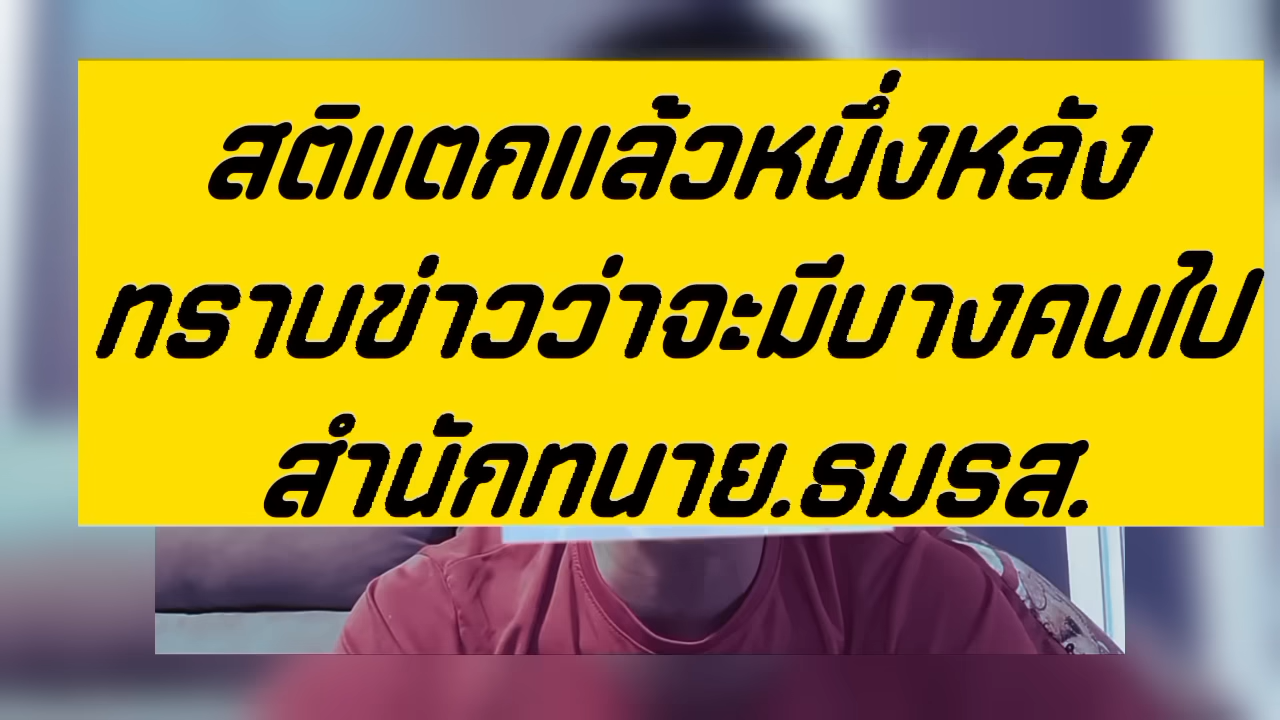 สติแตกแล้วหนึ่งหลัง
ทราบข่าวว่าจะมีบางคนไป
สำนักทนาย.ธมรส.